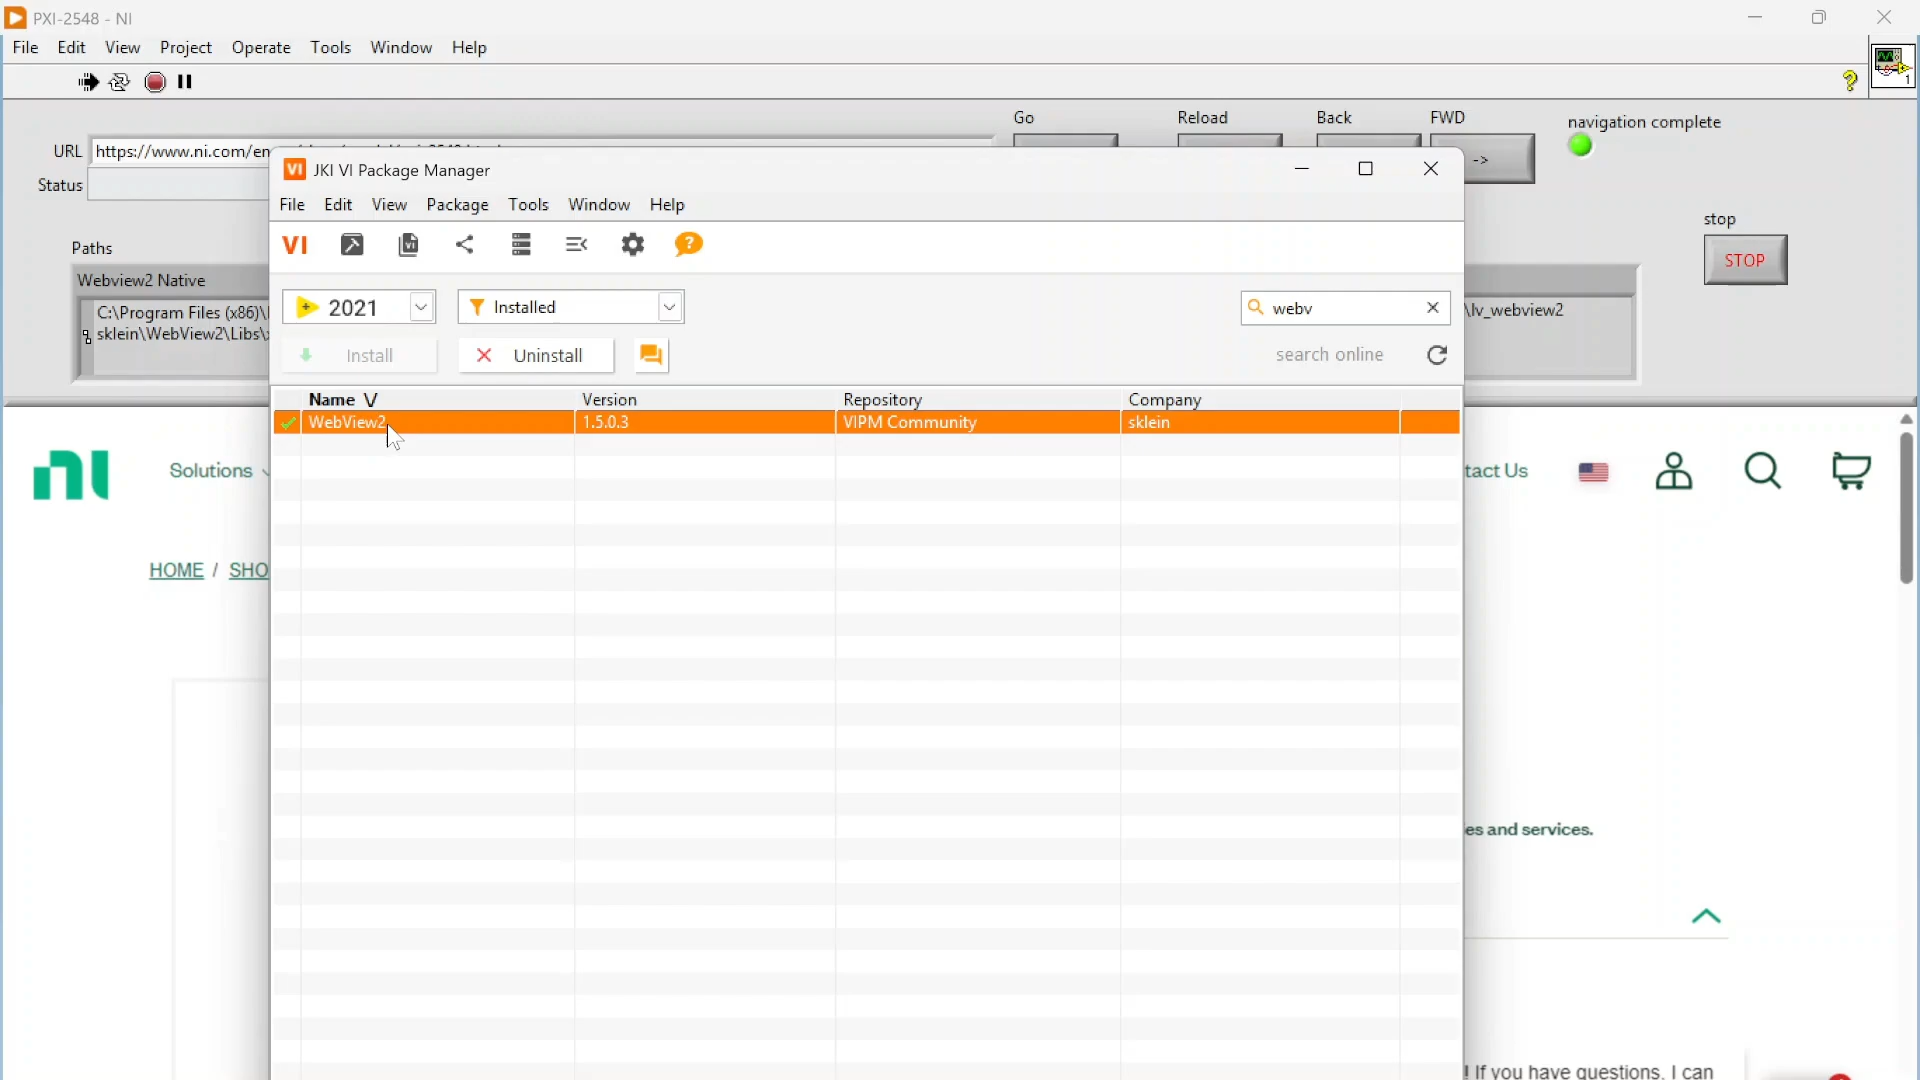 PXI-2548 - NI
File Edit View Project Operate Tools Window Help
1
Go Reload Back FWD navigation complete
URL https://www.ni.com/en
->
Status
JKI VI Package Manager
File Edit View Package Tools Window Help
stop
STOP
VI
Paths
Webview2 Native
C:\Program Files (x86)\
sklein\WebView2\Libs\
\lv_webview2
2021 Installed webv
Install Uninstall search online
Name Version Repository Company
WebView2 1.5.0.3 VIPM Community sklein
ni Solutions tact Us
HOME / SHO
es and services.
! If you have questions, I can